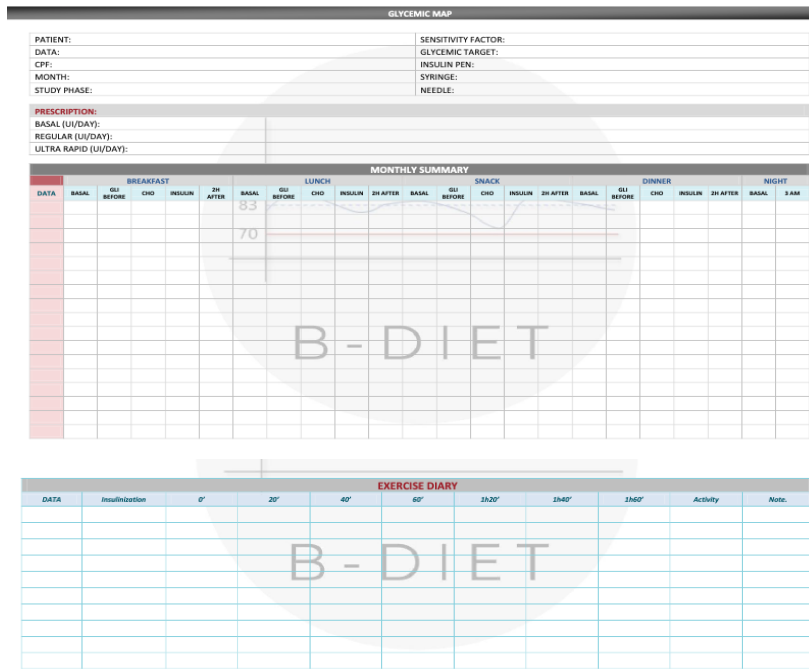 GLYCEMIC MAP
PATIENT: SENSITIVITY FACTOR:
DATA: GLYCEMIC TARGET:
CPF: INSULIN PEN:
MONTH: SYRINGE:
STUDY PHASE: NEEDLE:
PRESCRIPTION:
BASAL (UI/DAY):
REGULAR (UI/DAY):
ULTRA RAPID (UI/DAY):
MONTHLY SUMMARY
BREAKFAST LUNCH SNACK DINNER NIGHT
DATA BASAL GLI BEFORE CHO INSULIN 2H AFTER BASAL GLI BEFORE CHO INSULIN 2H AFTER BASAL GLI BEFORE CHO INSULIN 2H AFTER BASAL GLI BEFORE CHO INSULIN 2H AFTER BASAL 3 AM
83
70
B-DIET
EXERCISE DIARY
DATA Insulinization 0' 20' 40' 60' 1h20' 1h40' 1h60' Activity Note.
B-DIET